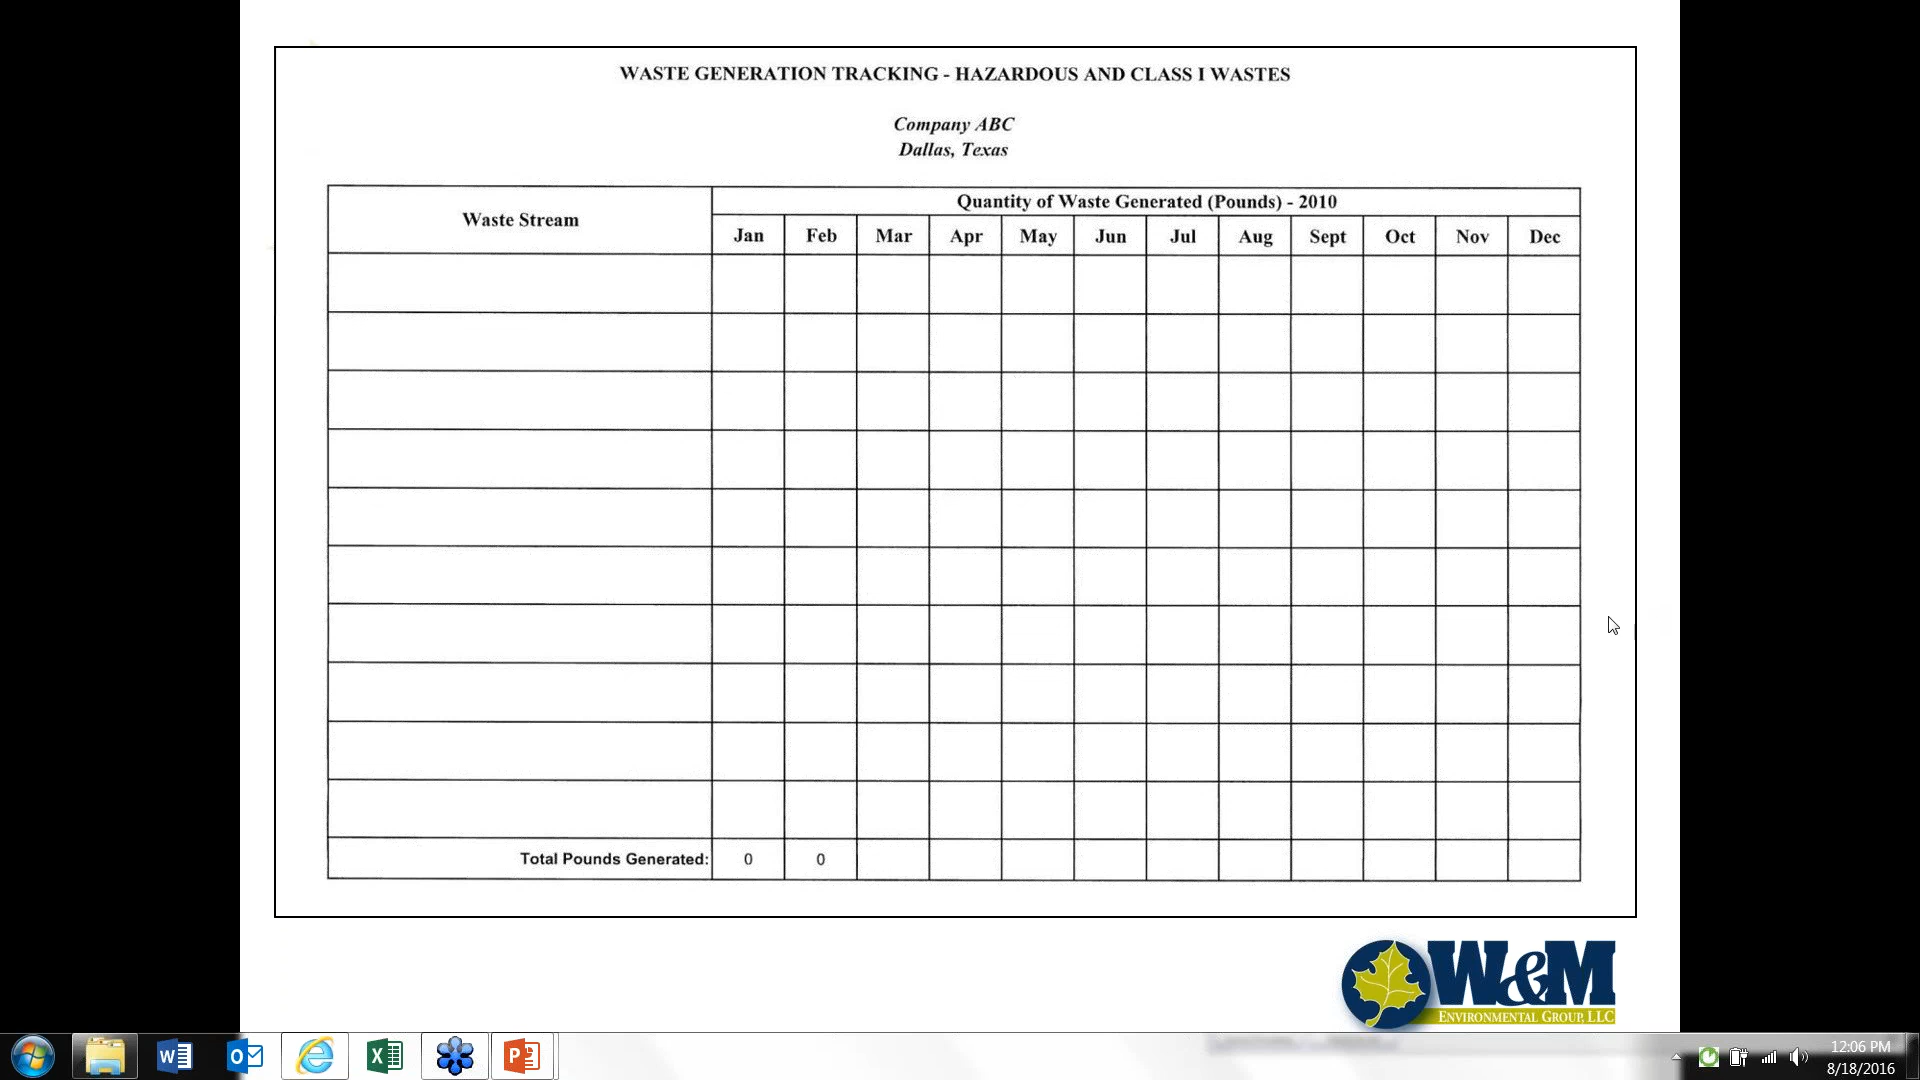 WASTE GENERATION TRACKING - HAZARDOUS AND CLASS I WASTES
Company ABC
Dallas, Texas
Waste Stream
Quantity of Waste Generated (Pounds) - 2010
Jan Feb Mar Apr May Jun Jul Aug Sept Oct Nov Dec
Total Pounds Generated: 0 0
W&M
ENVIRONMENTAL GROUP, LLC
12:06 PM
8/18/2016